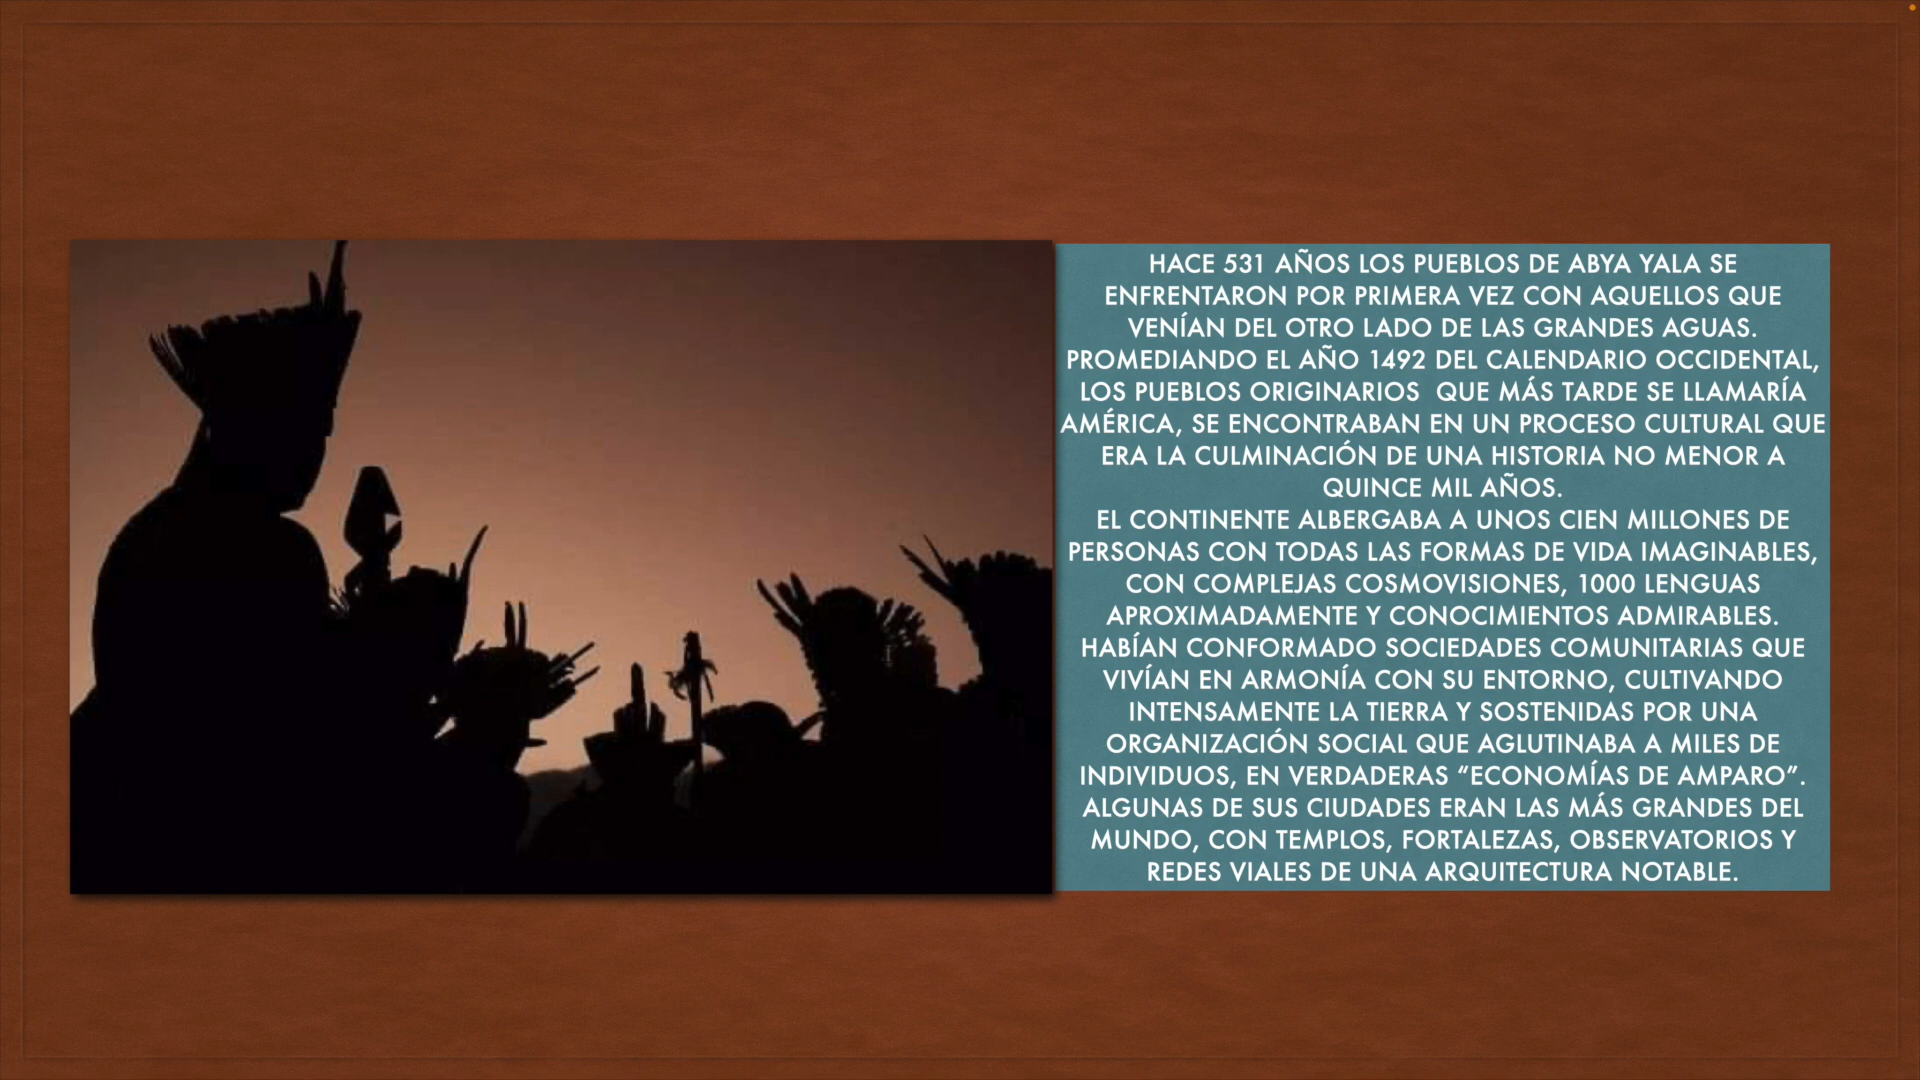 HACE 531 AÑOS LOS PUEBLOS DE ABYA YALA SE
ENFRENTARON POR PRIMERA VEZ CON AQUELLOS QUE
VENÍAN DEL OTRO LADO DE LAS GRANDES AGUAS.
PROMEDIANDO EL AÑO 1492 DEL CALENDARIO OCCIDENTAL,
LOS PUEBLOS ORIGINARIOS  QUE MÁS TARDE SE LLAMARÍA
AMÉRICA, SE ENCONTRABAN EN UN PROCESO CULTURAL QUE
ERA LA CULMINACIÓN DE UNA HISTORIA NO MENOR A
QUINCE MIL AÑOS.
EL CONTINENTE ALBERGABA A UNOS CIEN MILLONES DE
PERSONAS CON TODAS LAS FORMAS DE VIDA IMAGINABLES,
CON COMPLEJAS COSMOVISIONES, 1000 LENGUAS
APROXIMADAMENTE Y CONOCIMIENTOS ADMIRABLES.
HABÍAN CONFORMADO SOCIEDADES COMUNITARIAS QUE
VIVÍAN EN ARMONÍA CON SU ENTORNO, CULTIVANDO
INTENSAMENTE LA TIERRA Y SOSTENIDAS POR UNA
ORGANIZACIÓN SOCIAL QUE AGLUTINABA A MILES DE
INDIVIDUOS, EN VERDADERAS “ECONOMÍAS DE AMPARO”.
ALGUNAS DE SUS CIUDADES ERAN LAS MÁS GRANDES DEL
MUNDO, CON TEMPLOS, FORTALEZAS, OBSERVATORIOS Y
REDES VIALES DE UNA ARQUITECTURA NOTABLE.